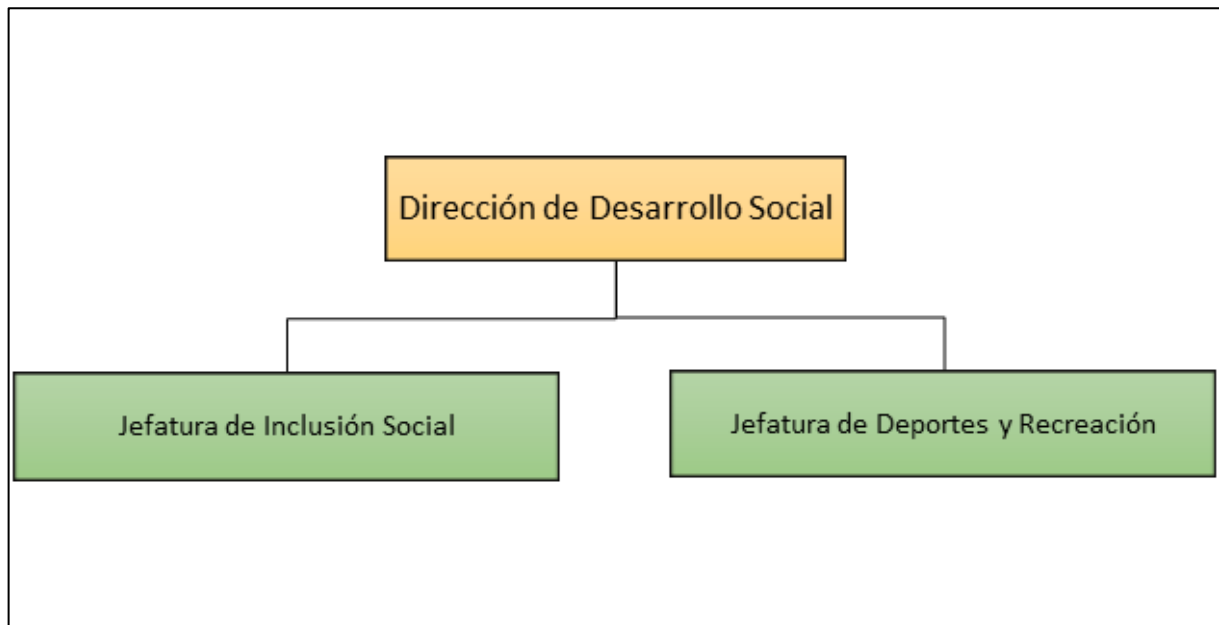 Dirección de Desarrollo Social
Jefatura de Inclusión Social
Jefatura de Deportes y Recreación